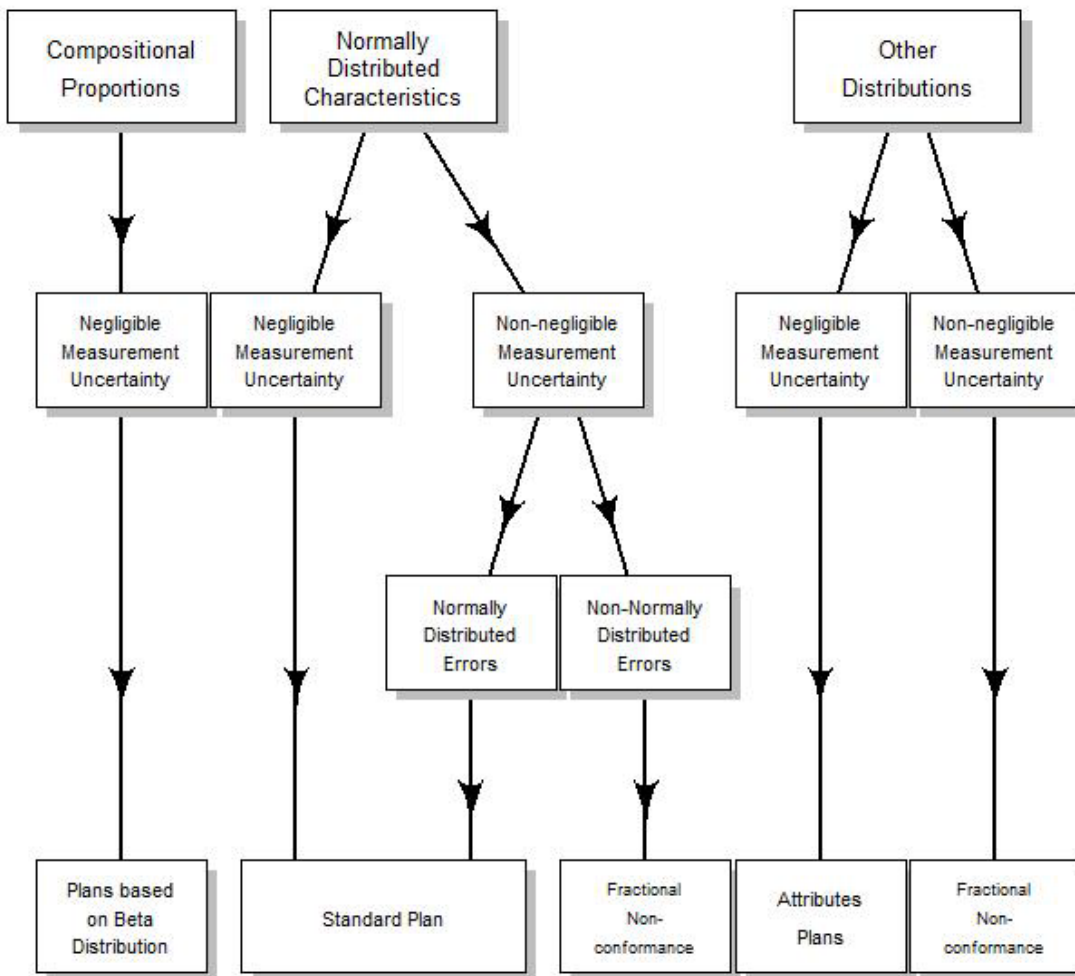 Compositional
Proportions
Normally
Distributed
Characteristics
Other
Distributions
Negligible
Measurement
Uncertainty
Negligible
Measurement
Uncertainty
Non-negligible
Measurement
Uncertainty
Negligible
Measurement
Uncertainty
Non-negligible
Measurement
Uncertainty
Normally
Distributed
Errors
Non-Normally
Distributed
Errors
Plans based
on Beta
Distribution
Standard Plan
Fractional
Non-
conformance
Attributes
Plans
Fractional
Non-
conformance